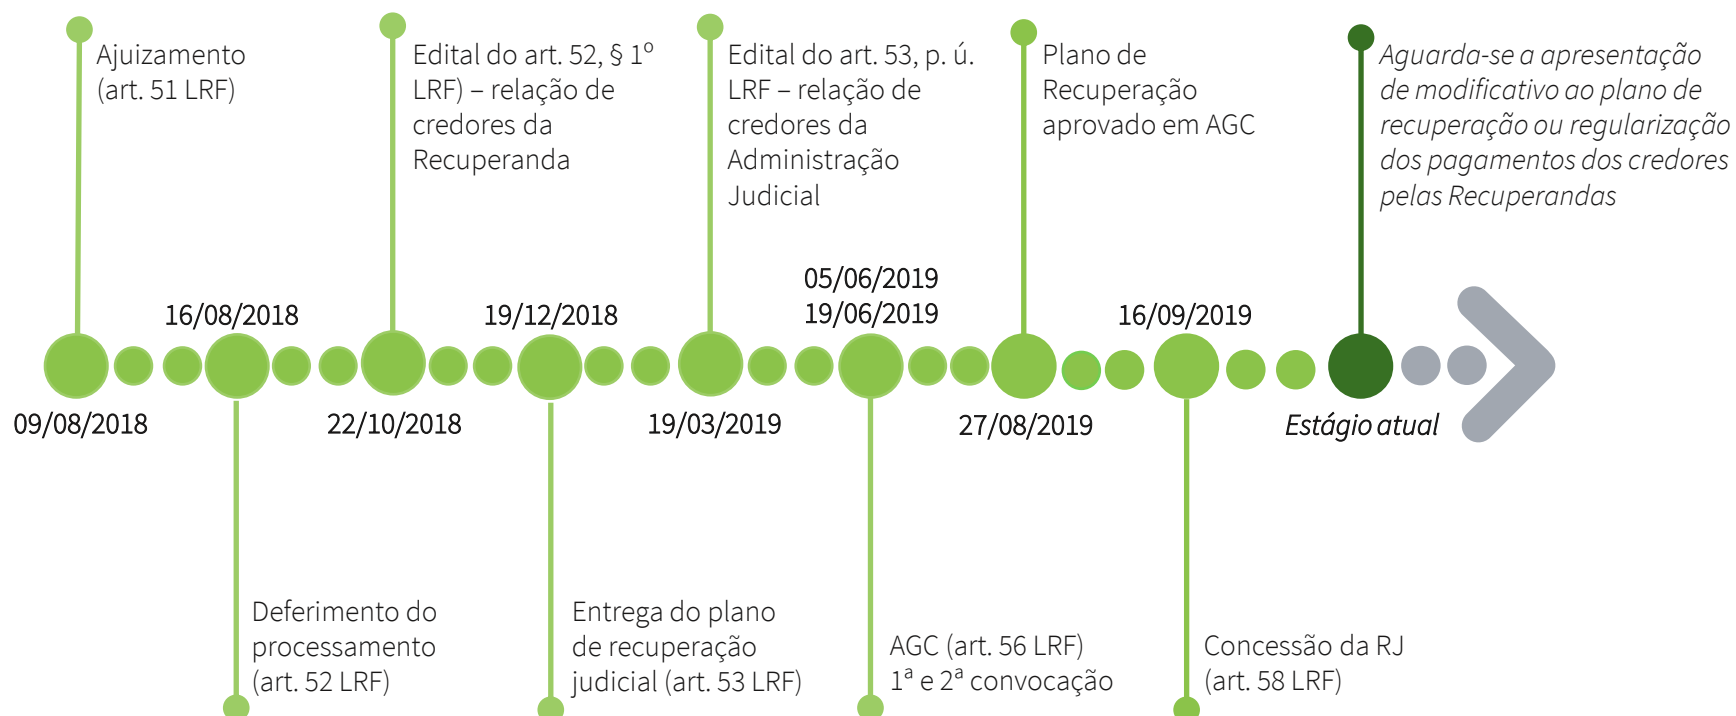 Ajuizamento
(art. 51 LRF)
Edital do art. 52, § 1º
LRF) – relação de
credores da
Recuperanda
Edital do art. 53, p. ú.
LRF – relação de
credores da
Administração
Judicial
Plano de
Recuperação
aprovado em AGC
Aguarda-se a apresentação
de modificativo ao plano de
recuperação ou regularização
dos pagamentos dos credores
pelas Recuperandas
16/08/2018
19/12/2018
05/06/2019
19/06/2019
16/09/2019
09/08/2018
22/10/2018
19/03/2019
27/08/2019
Estágio atual
Deferimento do
processamento
(art. 52 LRF)
Entrega do plano
de recuperação
judicial (art. 53 LRF)
AGC (art. 56 LRF)
1ª e 2ª convocação
Concessão da RJ
(art. 58 LRF)